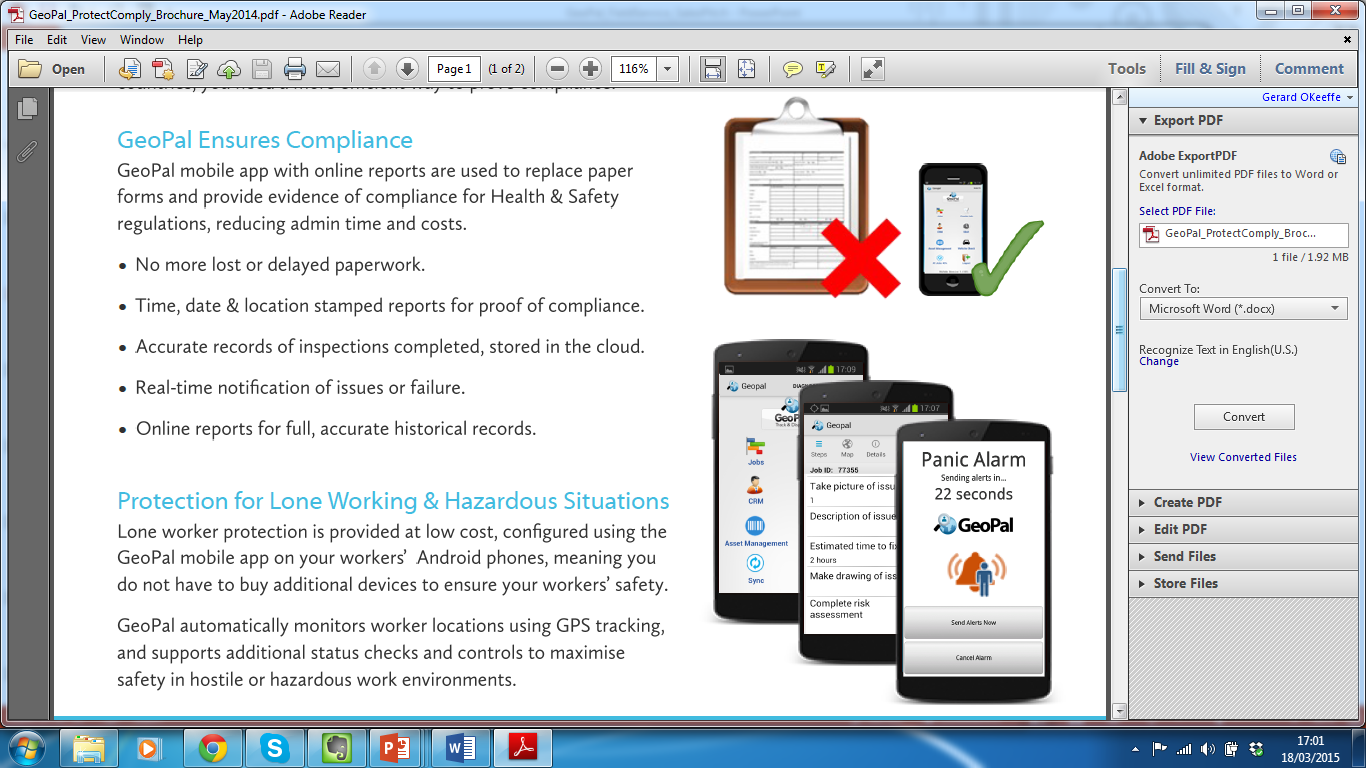 GeoPal_ProtectComply_Brochure_May2014.pdf - Adobe Reader
File Edit View Window Help
Open Page 1 (1 of 2) 116% Tools Fill & Sign Comment
countries, you need a more efficient way to prove compliance.
GeoPal Ensures Compliance
GeoPal mobile app with online reports are used to replace paper
forms and provide evidence of compliance for Health & Safety
regulations, reducing admin time and costs.
• No more lost or delayed paperwork.
• Time, date & location stamped reports for proof of compliance.
• Accurate records of inspections completed, stored in the cloud.
• Real-time notification of issues or failure.
• Online reports for full, accurate historical records.
Protection for Lone Working & Hazardous Situations
Lone worker protection is provided at low cost, configured using the
GeoPal mobile app on your workers’ Android phones, meaning you
do not have to buy additional devices to ensure your workers’ safety.
GeoPal automatically monitors worker locations using GPS tracking,
and supports additional status checks and controls to maximise
safety in hostile or hazardous work environments.
17:09
Geopal
Jobs
CRM
Asset Management
Sync
17:07
Geopal
Steps Map Details
Job ID: 77355
Take picture of issu
1
Description of issue
Estimated time to fix
2 hours
Make drawing of iss
Complete risk
assessment
Panic Alarm
Sending alerts in...
22 seconds
GeoPal
Send Alerts Now
Cancel Alarm
Gerard OKeeffe
Export PDF
Adobe ExportPDF
Convert PDF files to Word or
Excel format.
Select PDF File:
GeoPal_ProtectComply_Broc...
1 file / 1.92 MB
Convert To:
Microsoft Word (*.docx)
Recognize Text in English(U.S.)
Change
Convert
View Converted Files
Create PDF
Edit PDF
Send Files
Store Files
17:01
18/03/2015